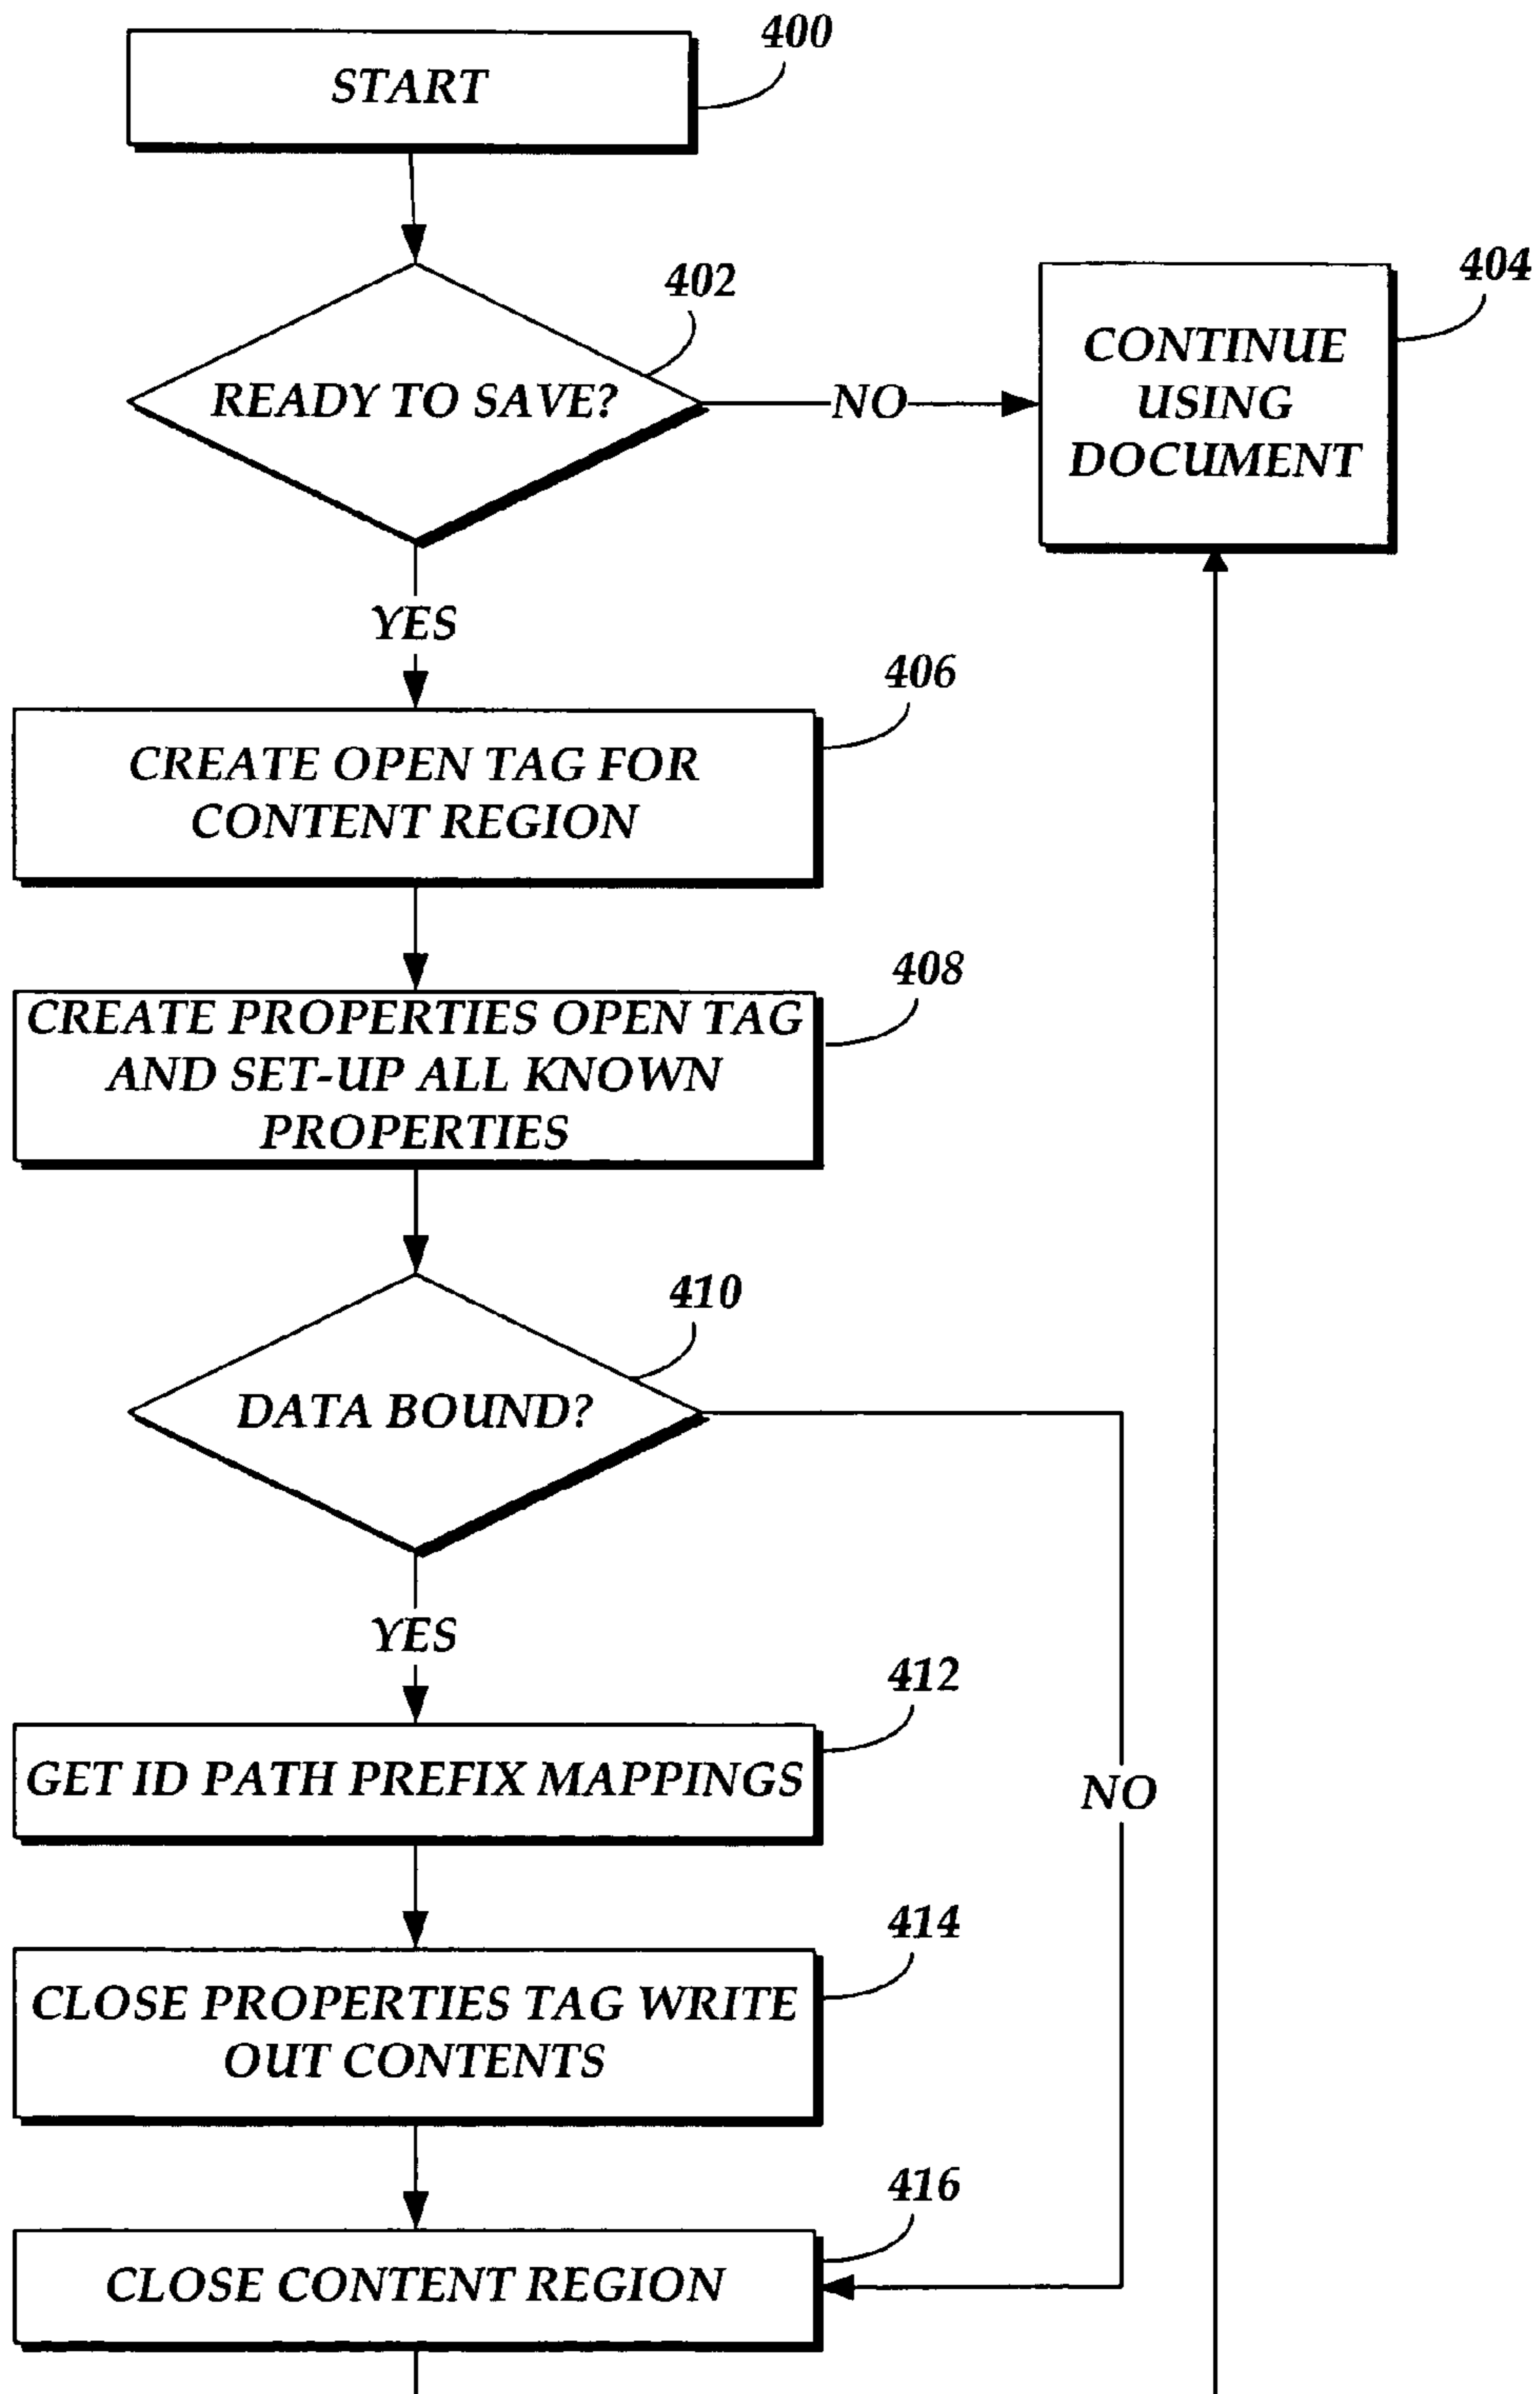 400
START
402
READY TO SAVE?
NO
404
CONTINUE
USING
DOCUMENT
YES
406
CREATE OPEN TAG FOR
CONTENT REGION
408
CREATE PROPERTIES OPEN TAG
AND SET-UP ALL KNOWN
PROPERTIES
410
DATA BOUND?
YES
412
GET ID PATH PREFIX MAPPINGS
NO
414
CLOSE PROPERTIES TAG WRITE
OUT CONTENTS
416
CLOSE CONTENT REGION